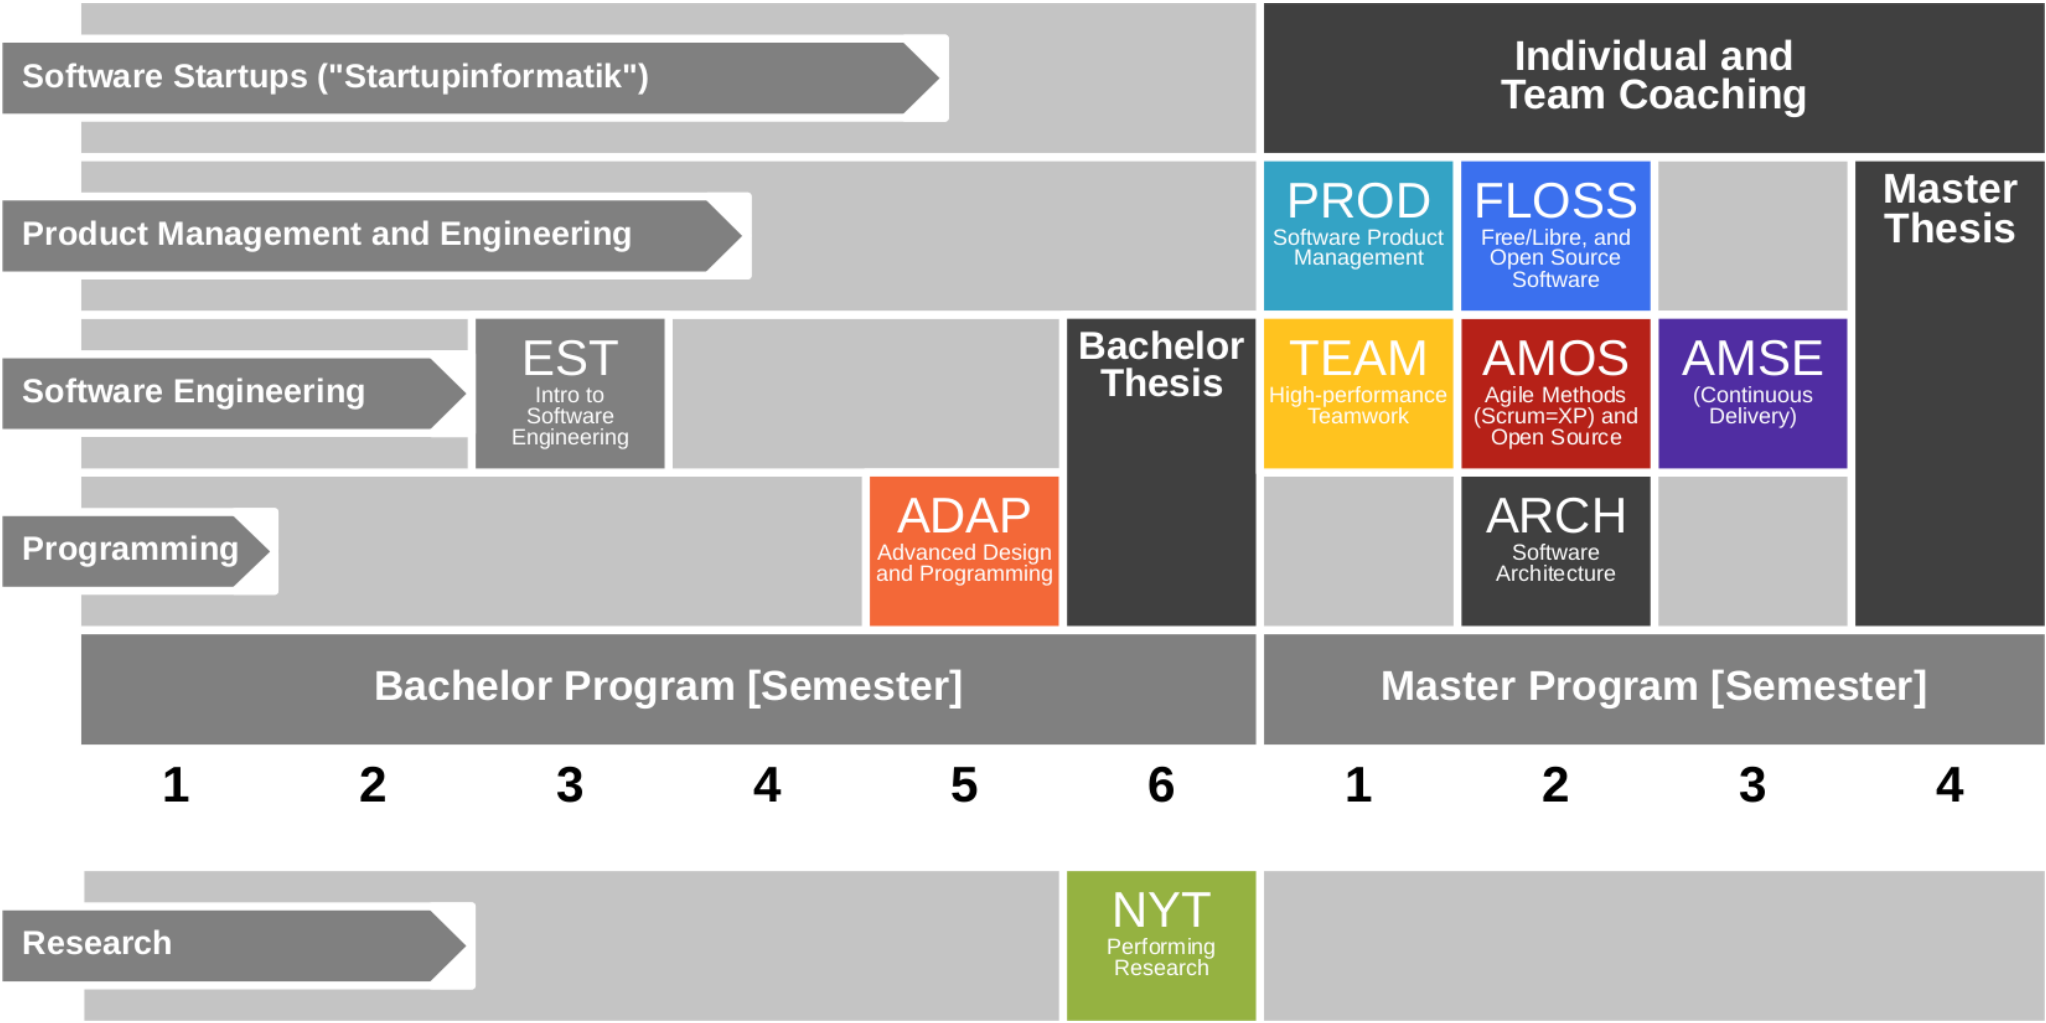 Software Startups ("Startupinformatik")
Individual and
Team Coaching
Product Management and Engineering
PROD
Software Product
Management
FLOSS
Free/Libre, and
Open Source
Software
Master
Thesis
Software Engineering
EST
Intro to
Software
Engineering
Bachelor
Thesis
TEAM
High-performance
Teamwork
AMOS
Agile Methods
(Scrum=XP) and
Open Source
AMSE
(Continuous
Delivery)
Programming
ADAP
Advanced Design
and Programming
ARCH
Software
Architecture
Bachelor Program [Semester]
Master Program [Semester]
1 2 3 4 5 6 1 2 3 4
Research
NYT
Performing
Research